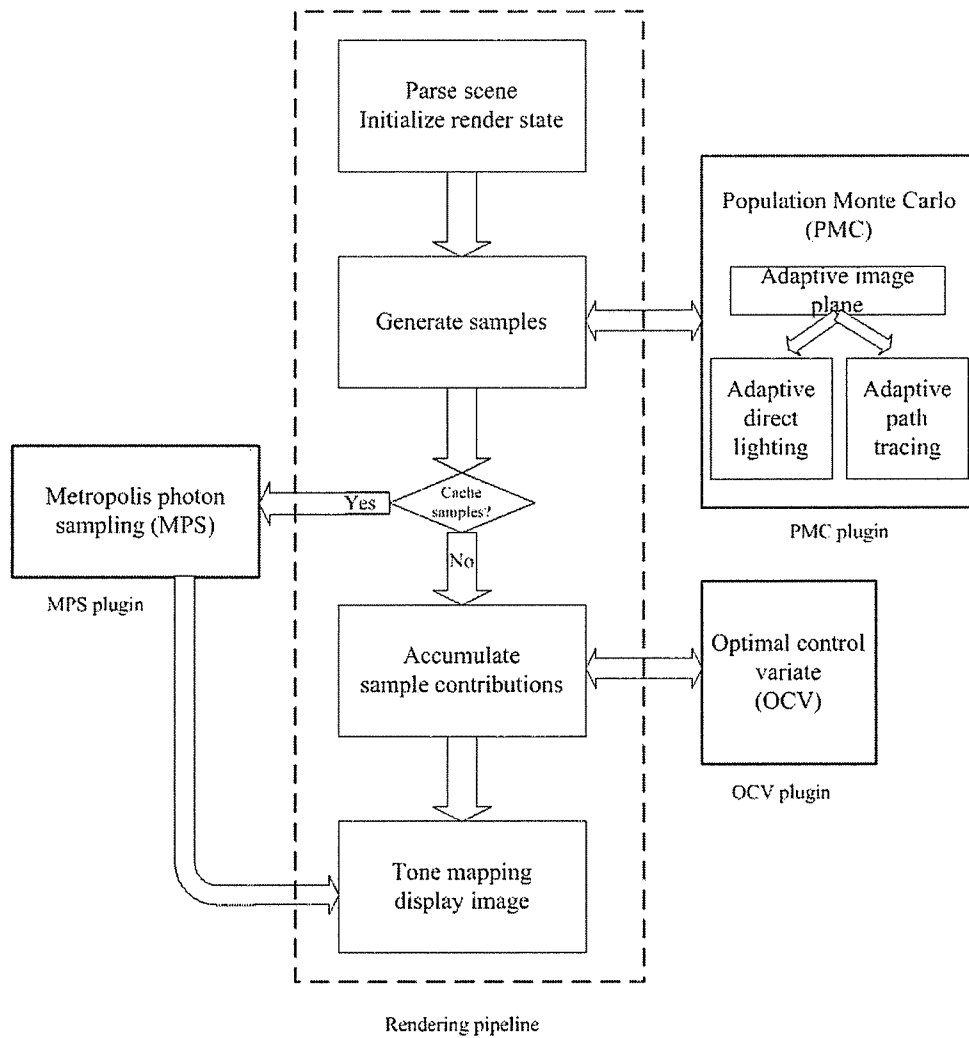 Parse scene
Initialize render state
Generate samples
Population Monte Carlo
(PMC)
Adaptive image
plane
Adaptive
direct
lighting
Adaptive
path
tracing
PMC plugin
Cache
samples?
Yes
No
Metropolis photon
sampling (MPS)
MPS plugin
Accumulate
sample contributions
Optimal control
variate
(OCV)
OCV plugin
Tone mapping
display image
Rendering pipeline